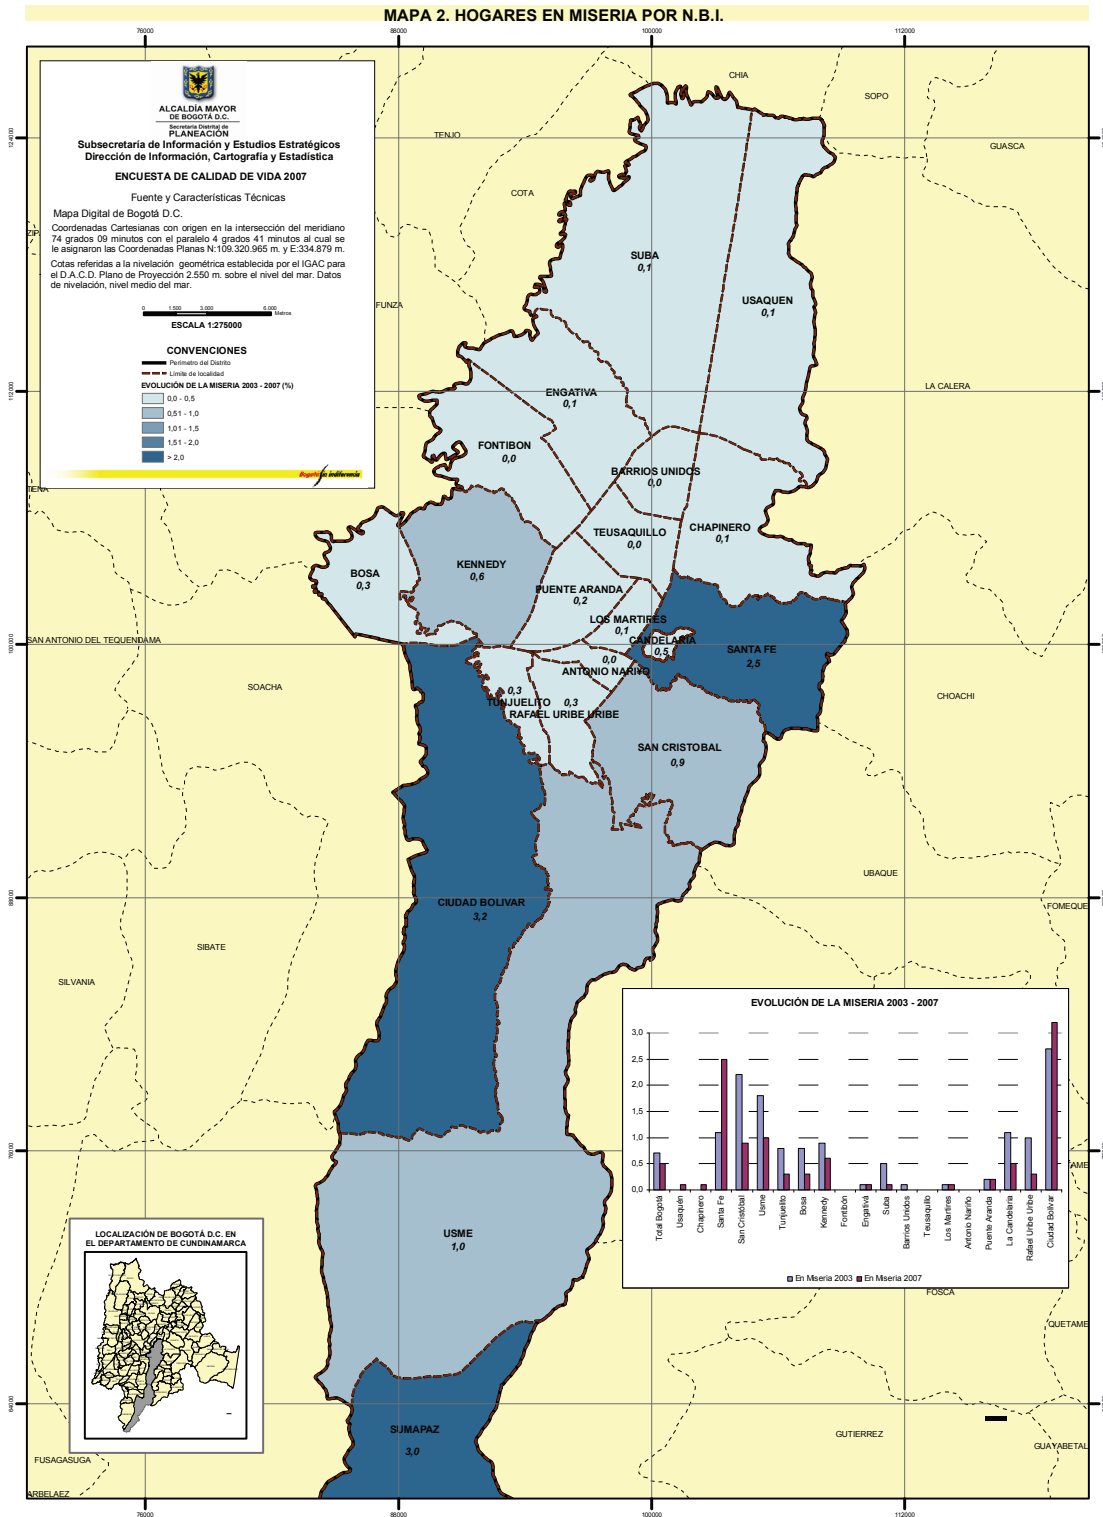 MAPA 2. HOGARES EN MISERIA POR N.B.I.
76000
88000
100000
112000
ALCALDÍA MAYOR
DE BOGOTÁ D.C.
Secretaría Distrital de
PLANEACIÓN
Subsecretaría de Información y Estudios Estratégicos
Dirección de Información, Cartografía y Estadística
ENCUESTA DE CALIDAD DE VIDA 2007
Fuente y Características Técnicas
Mapa Digital de Bogotá D.C.
Coordenadas Cartesianas con origen en la intersección del meridiano
74 grados 09 minutos con el paralelo 4 grados 41 minutos al cual se
le asignaron las Coordenadas Planas N:109.320.965 m. y E:334.879 m.
Cotas referidas a la nivelación geométrica establecida por el IGAC para
el D.A.C.D. Plano de Proyección 2.550 m. sobre el nivel del mar. Datos
de nivelación, nivel medio del mar.
0 1.500 3.000 6.000
Metros
ESCALA 1:275000
CONVENCIONES
Perímetro del Distrito
Límite de localidad
EVOLUCIÓN DE LA MISERIA 2003 - 2007 (%)
0,0 - 0,5
0,51 - 1,0
1,01 - 1,5
1,51 - 2,0
> 2,0
Bogotá sin indiferencia
CHIA
SOPO
TENJO
GUASCA
COTA
FUNZA
LA CALERA
SUBA
0,1
USAQUEN
0,1
ENGATIVA
0,1
FONTIBON
0,0
BARRIOS UNIDOS
0,0
TEUSAQUILLO
0,0
CHAPINERO
0,1
KENNEDY
0,6
BOSA
0,3
PUENTE ARANDA
0,2
LOS MARTIRES
0,1
CANDELARIA
0,5
SANTA FE
2,5
0,0
ANTONIO NARIÑO
0,3
TUNJUELITO
0,3
RAFAEL URIBE URIBE
SAN CRISTOBAL
0,9
SAN ANTONIO DEL TEQUENDAMA
SOACHA
CHOACHI
UBAQUE
FOMEQUE
CIUDAD BOLIVAR
3,2
SIBATE
SILVANIA
EVOLUCIÓN DE LA MISERIA 2003 - 2007
3,0
2,5
2,0
1,5
1,0
0,5
0,0
Total Bogotá
Usaquén
Chapinero
Santa Fe
San Cristóbal
Usme
Tunjuelito
Bosa
Kennedy
Fontibón
Engativá
Suba
Barrios Unidos
Teusaquillo
Los Martires
Antonio Nariño
Puente Aranda
La Candelaria
Rafael Uribe Uribe
Ciudad Bolívar
En Miseria 2003
En Miseria 2007
USME
1,0
LOCALIZACIÓN DE BOGOTÁ D.C. EN
EL DEPARTAMENTO DE CUNDINAMARCA
FOSCA
QUETAME
SUMAPAZ
3,0
GUTIERREZ
GUAYABETAL
FUSAGASUGA
ARBELAEZ
124000
112000
100000
88000
76000
64000
76000
88000
100000
112000